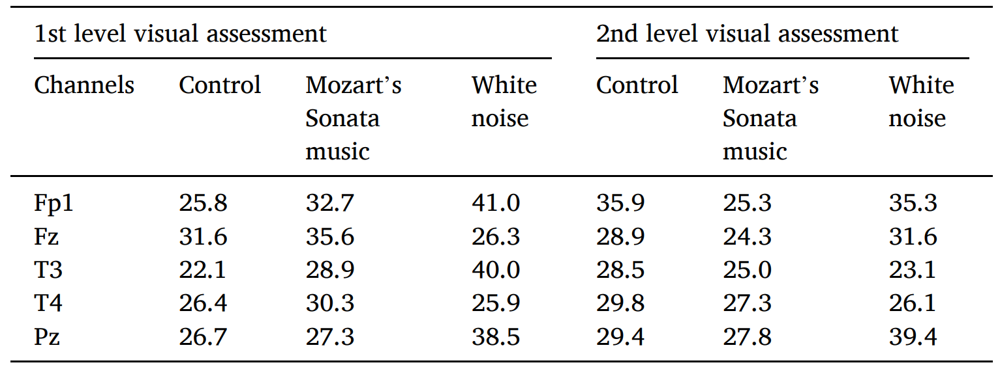 1st level visual assessment 2nd level visual assessment
Channels Control Mozart’s White Control Mozart’s White
Sonata noise Sonata noise
music music
Fp1 25.8 32.7 41.0 35.9 25.3 35.3
Fz 31.6 35.6 26.3 28.9 24.3 31.6
T3 22.1 28.9 40.0 28.5 25.0 23.1
T4 26.4 30.3 25.9 29.8 27.3 26.1
Pz 26.7 27.3 38.5 29.4 27.8 39.4